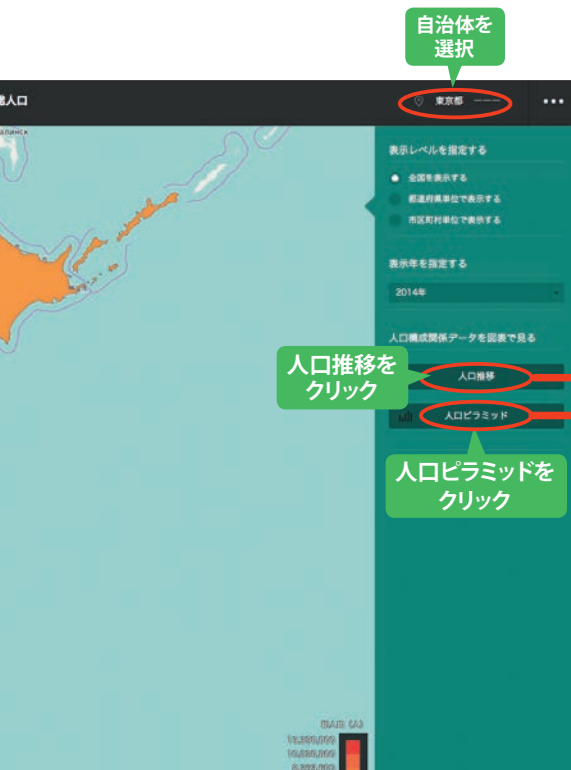 自治体を
選択
総人口
東京都 ---
表示レベルを指定する
全国を表示する
都道府県単位で表示する
市区町村単位で表示する
表示年を指定する
2014年
人口構成関係データを図表で見る
人口推移を
クリック
人口推移
人口ピラミッド
人口ピラミッドを
クリック